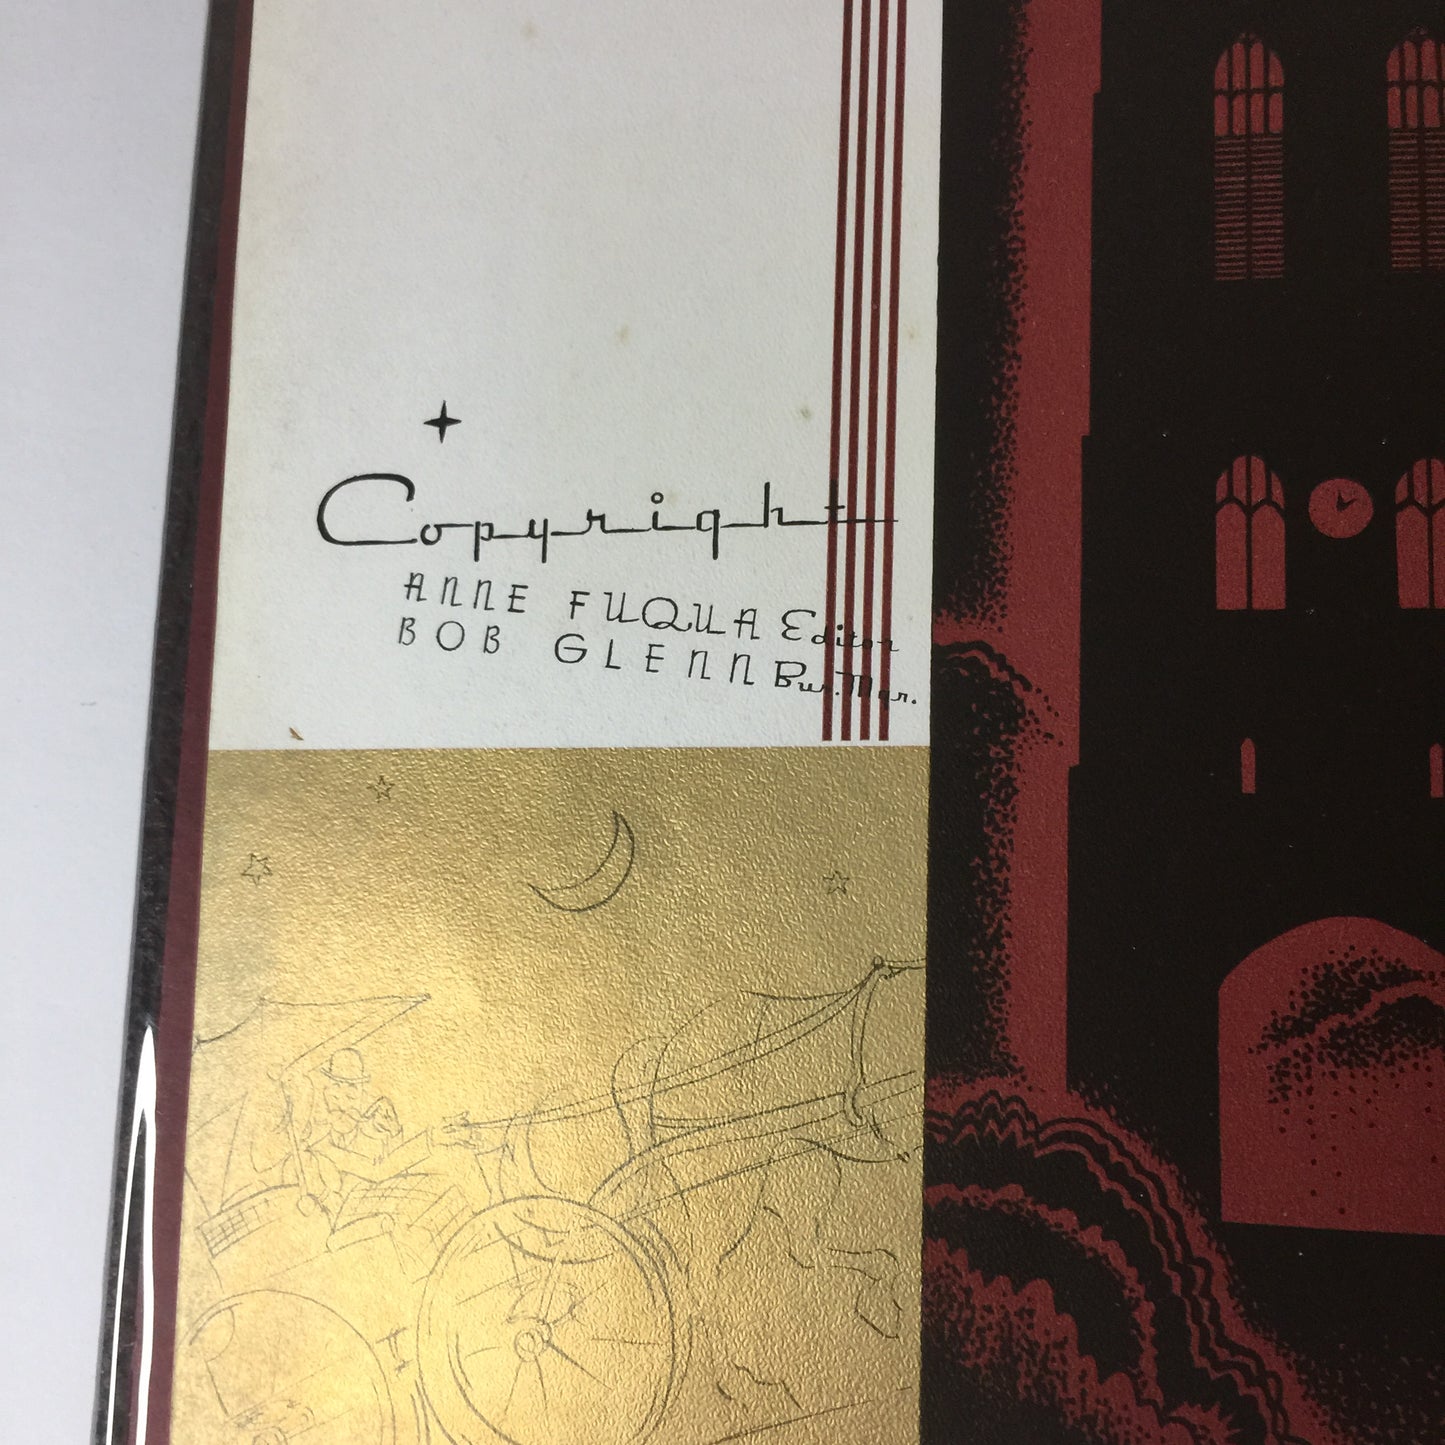 Copyright
ANNE FUQUA Editor
BOB GLENN Bus. Mgr.